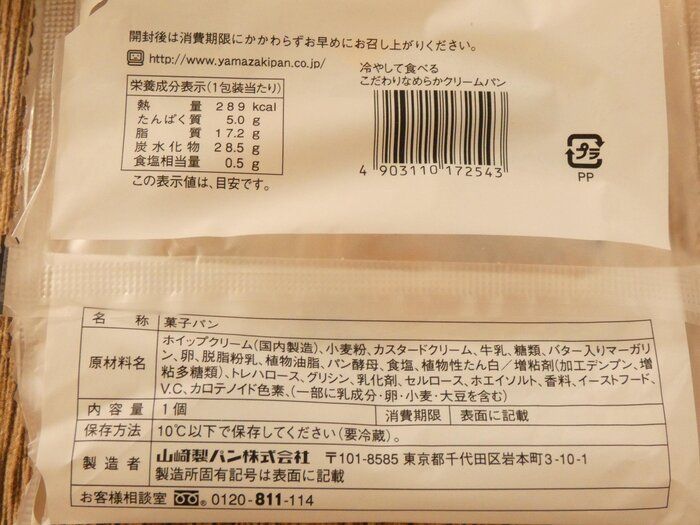 開封後は消費期限にかかわらずお早めにお召し上がりください。
http://www.yamazakipan.co.jp/
冷やして食べる
こだわりなめらかクリームパン
栄養成分表示(1包装当たり)
熱量 289 kcal
たんぱく質 5.0 g
脂質 17.2 g
炭水化物 28.5 g
食塩相当量 0.5 g
この表示値は、目安です。
4 903110 172543
プラ
PP
名称 菓子パン
原材料名 ホイップクリーム(国内製造)、小麦粉、カスタードクリーム、牛乳、糖類、バター入りマーガリ
ン、卵、脱脂粉乳、植物油脂、パン酵母、食塩、植物性たん白/増粘剤(加工デンプン、増
粘多糖類)、トレハロース、グリシン、乳化剤、セルロース、ホエイソルト、香料、イーストフード、
V.C、カロテノイド色素、(一部に乳成分・卵・小麦・大豆を含む)
内容量 1個 消費期限 表面に記載
保存方法 10℃以下で保存してください(要冷蔵)。
製造者 山崎製パン株式会社 〒101-8585 東京都千代田区岩本町3-10-1
製造所固有記号は表面に記載
お客様相談室 0120-811-114